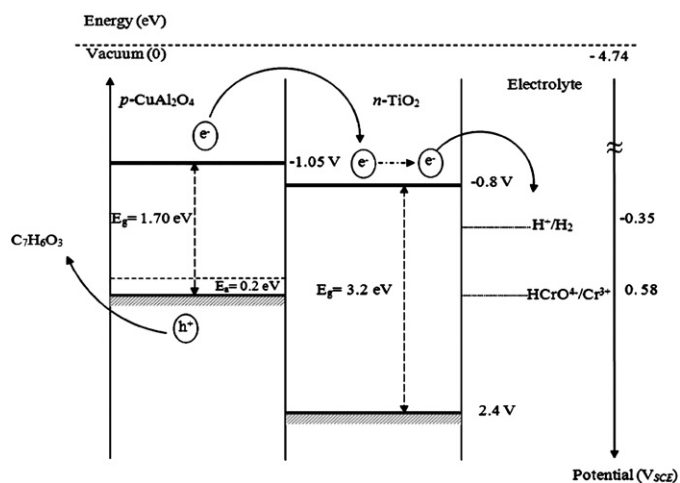 Energy (eV)
Vacuum (0)
- 4.74
p-CuAl₂O₄
n-TiO₂
Electrolyte
e-
e-
e-
-1.05 V
-0.8 V
Eg= 1.70 eV
H⁺/H₂
-0.35
C₇H₆O₃
Ea= 0.2 eV
Eg= 3.2 eV
HCrO⁴⁻/Cr³⁺
0.58
h⁺
2.4 V
Potential (V_SCE)